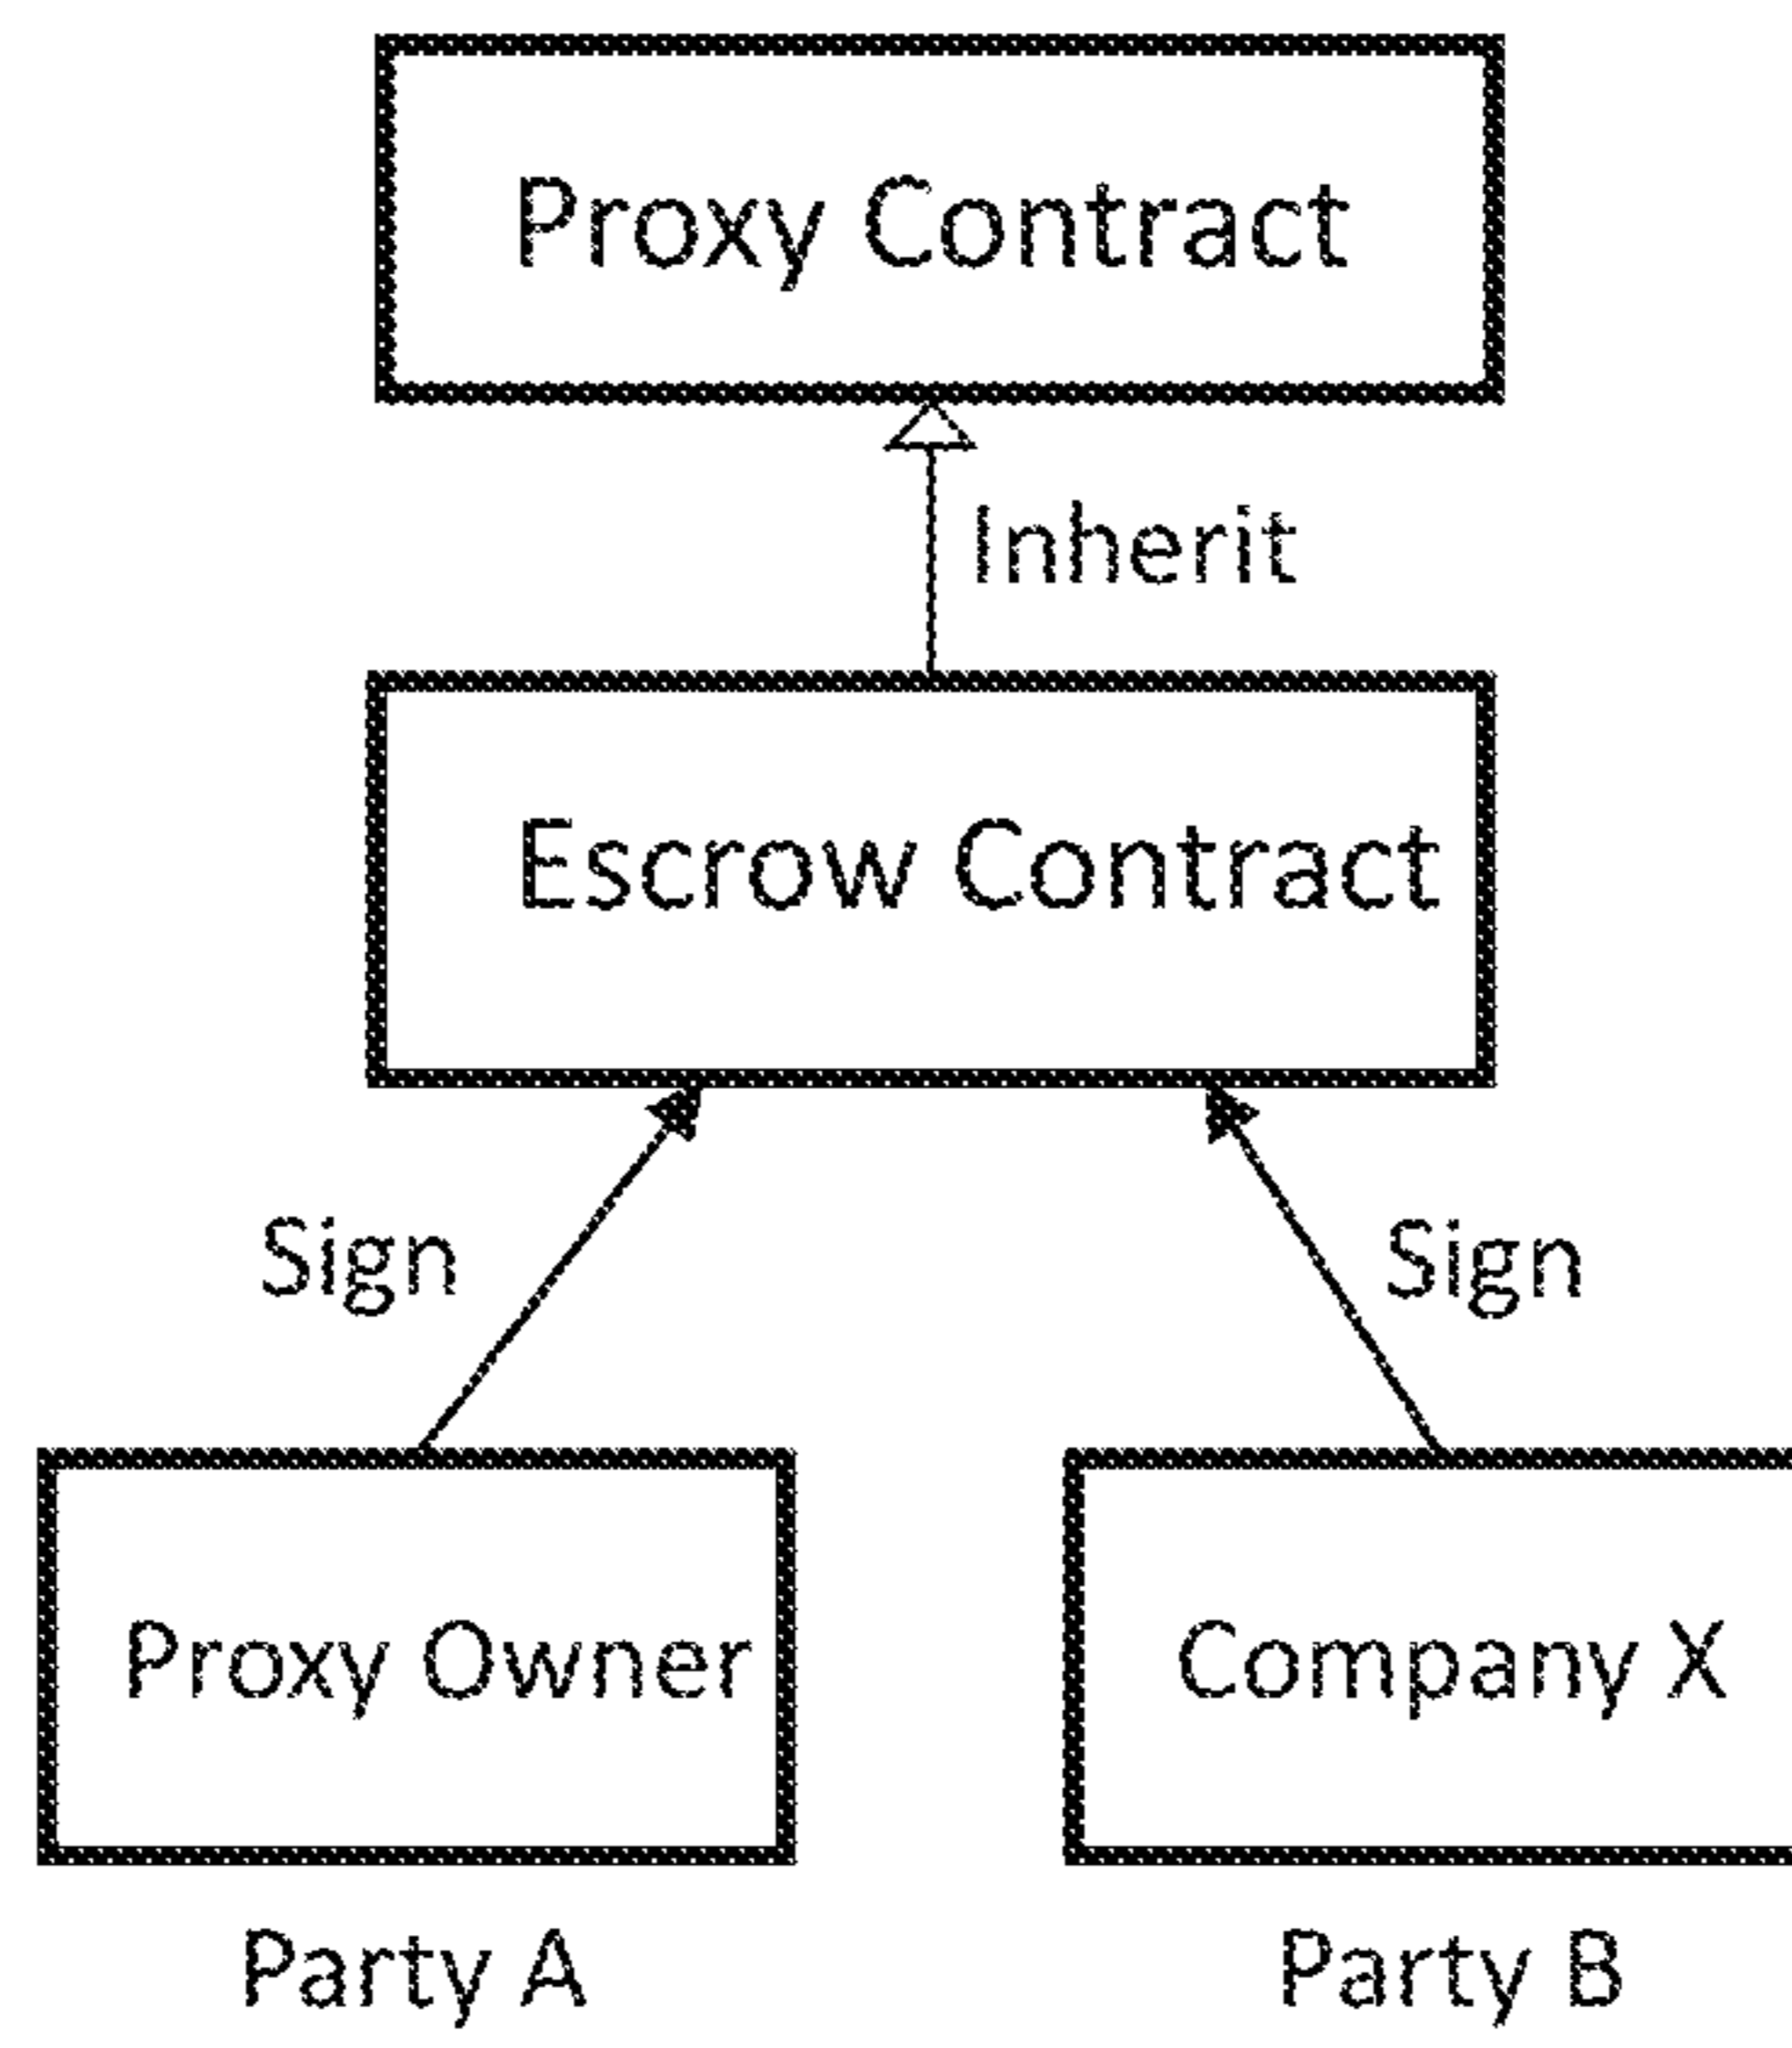 Proxy Contract
Inherit
Escrow Contract
Sign
Sign
Proxy Owner
Company X
Party A
Party B